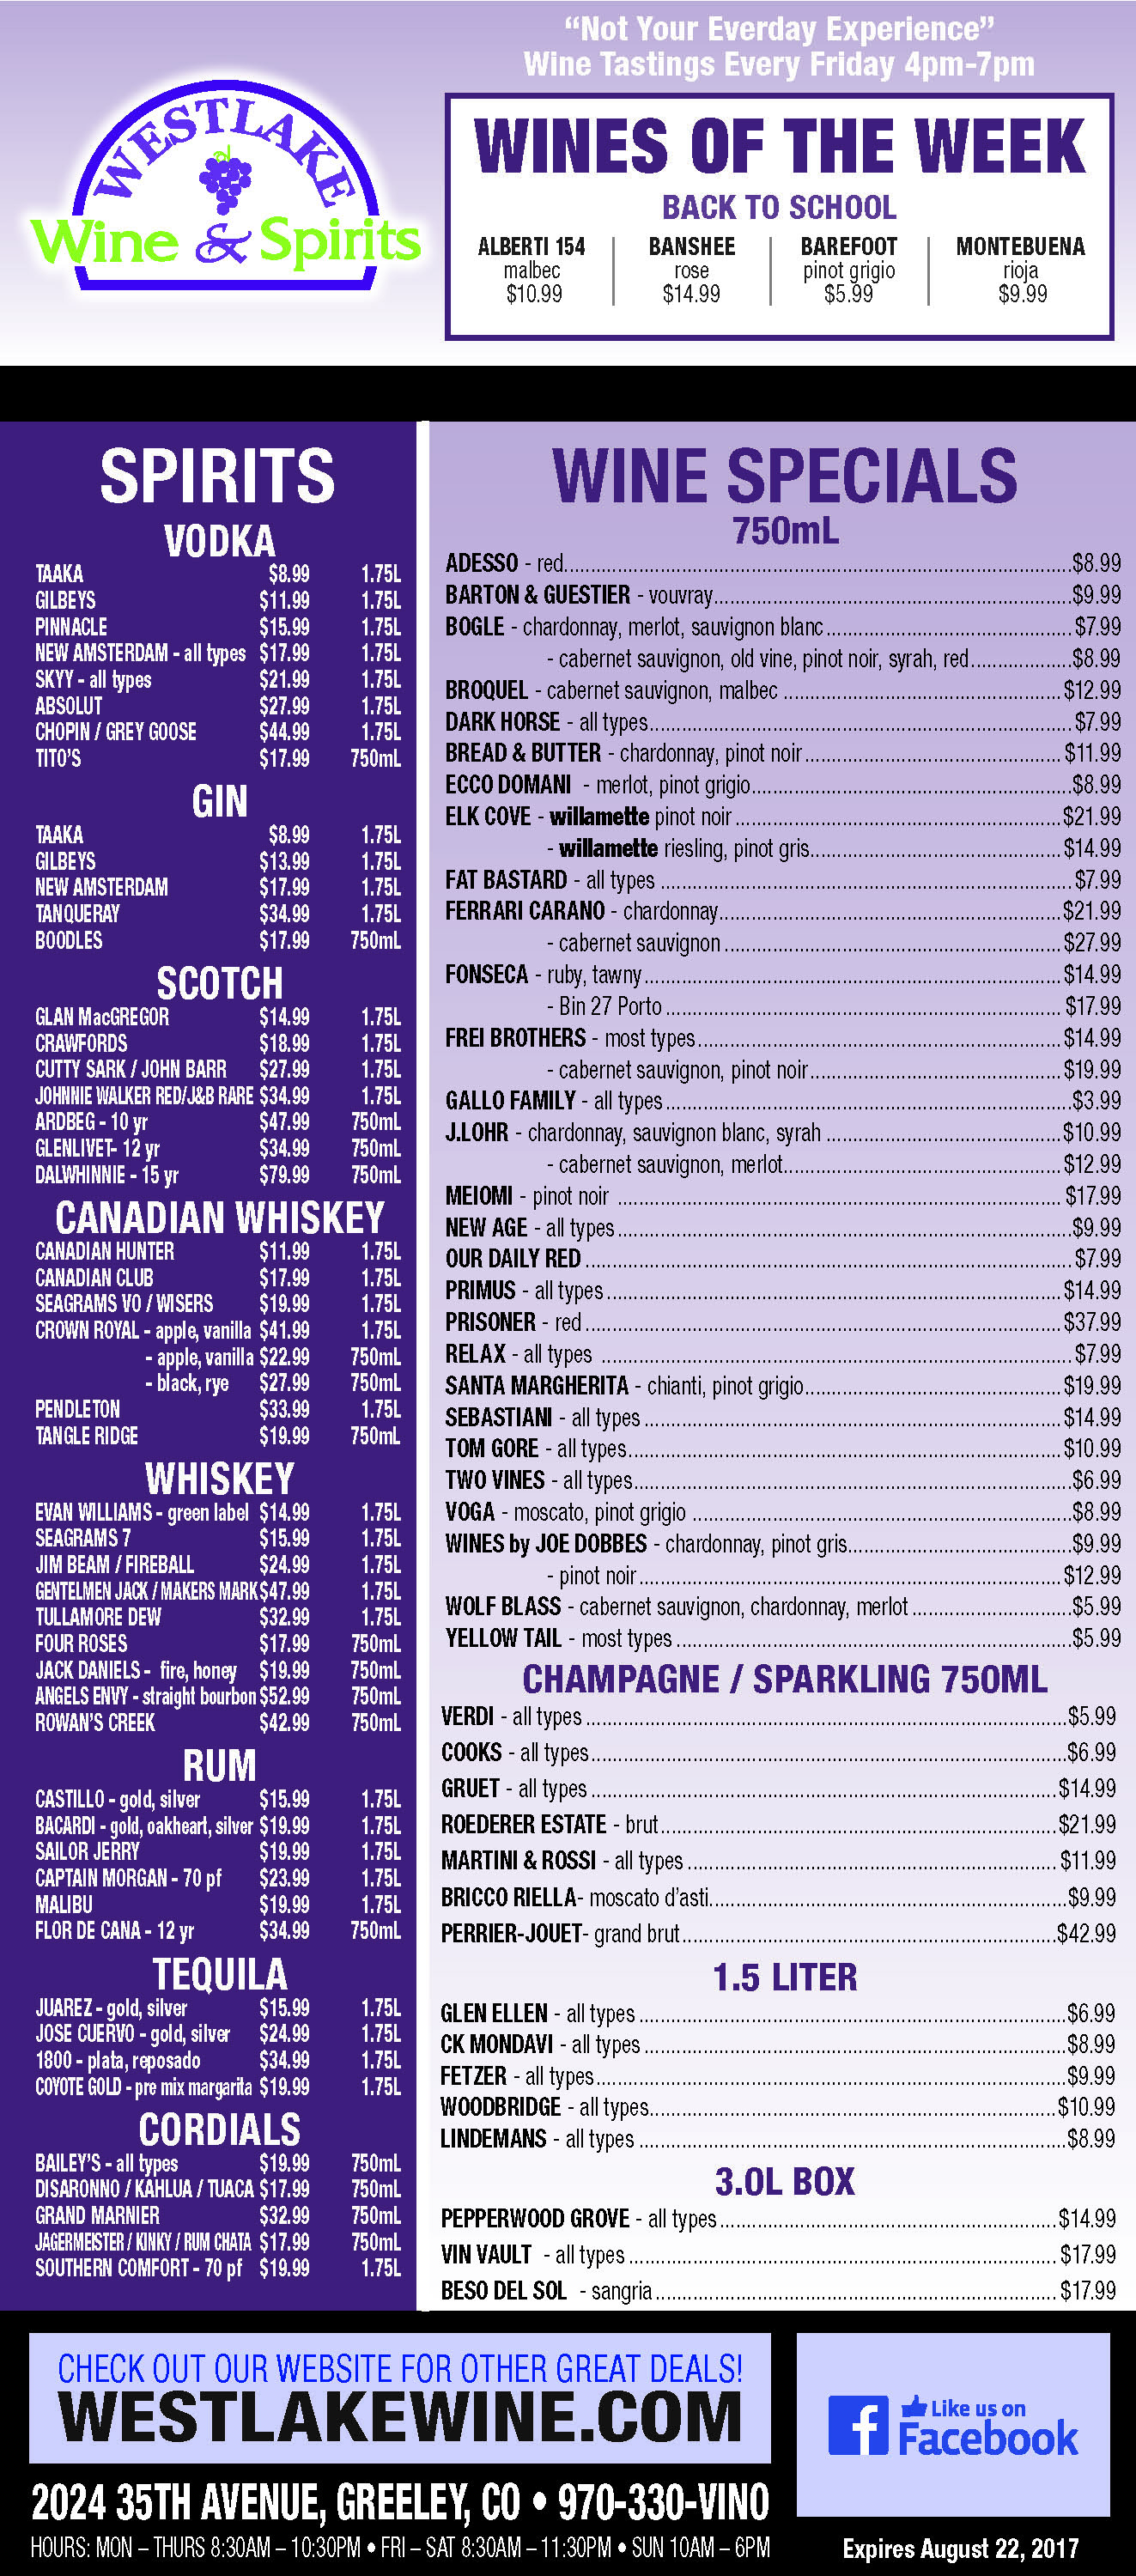 “Not Your Everday Experience”
Wine Tastings Every Friday 4pm-7pm
WESTLAKE
Wine & Spirits
WINES OF THE WEEK
BACK TO SCHOOL
ALBERTI 154 BANSHEE BAREFOOT MONTEBUENA
malbec rose pinot grigio rioja
$10.99 $14.99 $5.99 $9.99
SPIRITS
VODKA
TAAKA $8.99 1.75L
GILBEYS $11.99 1.75L
PINNACLE $15.99 1.75L
NEW AMSTERDAM - all types $17.99 1.75L
SKYY - all types $21.99 1.75L
ABSOLUT $27.99 1.75L
CHOPIN / GREY GOOSE $44.99 1.75L
TITO’S $17.99 750mL
GIN
TAAKA $8.99 1.75L
GILBEYS $13.99 1.75L
NEW AMSTERDAM $17.99 1.75L
TANQUERAY $34.99 1.75L
BOODLES $17.99 750mL
SCOTCH
GLAN MacGREGOR $14.99 1.75L
CRAWFORDS $18.99 1.75L
CUTTY SARK / JOHN BARR $27.99 1.75L
JOHNNIE WALKER RED/J&B RARE $34.99 1.75L
ARDBEG - 10 yr $47.99 750mL
GLENLIVET- 12 yr $34.99 750mL
DALWHINNIE - 15 yr $79.99 750mL
CANADIAN WHISKEY
CANADIAN HUNTER $11.99 1.75L
CANADIAN CLUB $17.99 1.75L
SEAGRAMS VO / WISERS $19.99 1.75L
CROWN ROYAL - apple, vanilla $41.99 1.75L
- apple, vanilla $22.99 750mL
- black, rye $27.99 750mL
PENDLETON $33.99 1.75L
TANGLE RIDGE $19.99 750mL
WHISKEY
EVAN WILLIAMS - green label $14.99 1.75L
SEAGRAMS 7 $15.99 1.75L
JIM BEAM / FIREBALL $24.99 1.75L
GENTELMEN JACK / MAKERS MARK $47.99 1.75L
TULLAMORE DEW $32.99 1.75L
FOUR ROSES $17.99 750mL
JACK DANIELS - fire, honey $19.99 750mL
ANGELS ENVY - straight bourbon $52.99 750mL
ROWAN’S CREEK $42.99 750mL
RUM
CASTILLO - gold, silver $15.99 1.75L
BACARDI - gold, oakheart, silver $19.99 1.75L
SAILOR JERRY $19.99 1.75L
CAPTAIN MORGAN - 70 pf $23.99 1.75L
MALIBU $19.99 1.75L
FLOR DE CANA - 12 yr $34.99 750mL
TEQUILA
JUAREZ - gold, silver $15.99 1.75L
JOSE CUERVO - gold, silver $24.99 1.75L
1800 - plata, reposado $34.99 1.75L
COYOTE GOLD - pre mix margarita $19.99 1.75L
CORDIALS
BAILEY’S - all types $19.99 750mL
DISARONNO / KAHLUA / TUACA $17.99 750mL
GRAND MARNIER $32.99 750mL
JAGERMEISTER / KINKY / RUM CHATA $17.99 750mL
SOUTHERN COMFORT - 70 pf $19.99 1.75L
WINE SPECIALS
750mL
ADESSO - red $8.99
BARTON & GUESTIER - vouvray $9.99
BOGLE - chardonnay, merlot, sauvignon blanc $7.99
- cabernet sauvignon, old vine, pinot noir, syrah, red $8.99
BROQUEL - cabernet sauvignon, malbec $12.99
DARK HORSE - all types $7.99
BREAD & BUTTER - chardonnay, pinot noir $11.99
ECCO DOMANI - merlot, pinot grigio $8.99
ELK COVE - willamette pinot noir $21.99
- willamette riesling, pinot gris $14.99
FAT BASTARD - all types $7.99
FERRARI CARANO - chardonnay $21.99
- cabernet sauvignon $27.99
FONSECA - ruby, tawny $14.99
- Bin 27 Porto $17.99
FREI BROTHERS - most types $14.99
- cabernet sauvignon, pinot noir $19.99
GALLO FAMILY - all types $3.99
J.LOHR - chardonnay, sauvignon blanc, syrah $10.99
- cabernet sauvignon, merlot $12.99
MEIOMI - pinot noir $17.99
NEW AGE - all types $9.99
OUR DAILY RED $7.99
PRIMUS - all types $14.99
PRISONER - red $37.99
RELAX - all types $7.99
SANTA MARGHERITA - chianti, pinot grigio $19.99
SEBASTIANI - all types $14.99
TOM GORE - all types $10.99
TWO VINES - all types $6.99
VOGA - moscato, pinot grigio $8.99
WINES by JOE DOBBES - chardonnay, pinot gris $9.99
- pinot noir $12.99
WOLF BLASS - cabernet sauvignon, chardonnay, merlot $5.99
YELLOW TAIL - most types $5.99
CHAMPAGNE / SPARKLING 750ML
VERDI - all types $5.99
COOKS - all types $6.99
GRUET - all types $14.99
ROEDERER ESTATE - brut $21.99
MARTINI & ROSSI - all types $11.99
BRICCO RIELLA- moscato d’asti $9.99
PERRIER-JOUET- grand brut $42.99
1.5 LITER
GLEN ELLEN - all types $6.99
CK MONDAVI - all types $8.99
FETZER - all types $9.99
WOODBRIDGE - all types $10.99
LINDEMANS - all types $8.99
3.0L BOX
PEPPERWOOD GROVE - all types $14.99
VIN VAULT - all types $17.99
BESO DEL SOL - sangria $17.99
CHECK OUT OUR WEBSITE FOR OTHER GREAT DEALS!
WESTLAKEWINE.COM
f Like us on
Facebook
2024 35TH AVENUE, GREELEY, CO • 970-330-VINO
HOURS: MON – THURS 8:30AM – 10:30PM • FRI – SAT 8:30AM – 11:30PM • SUN 10AM – 6PM
Expires August 22, 2017